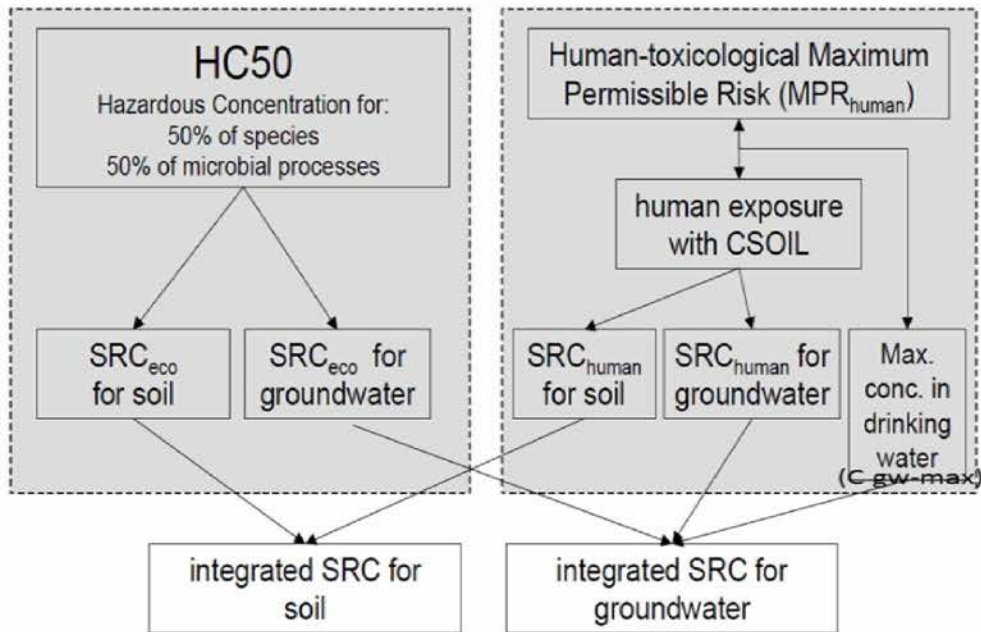 HC50
Hazardous Concentration for:
50% of species
50% of microbial processes
Human-toxicological Maximum
Permissible Risk (MPRhuman)
human exposure
with CSOIL
SRCeco
for soil
SRCeco for
groundwater
SRChuman
for soil
SRChuman for
groundwater
Max.
conc. in
drinking
water
(C gw-max)
integrated SRC for
soil
integrated SRC for
groundwater